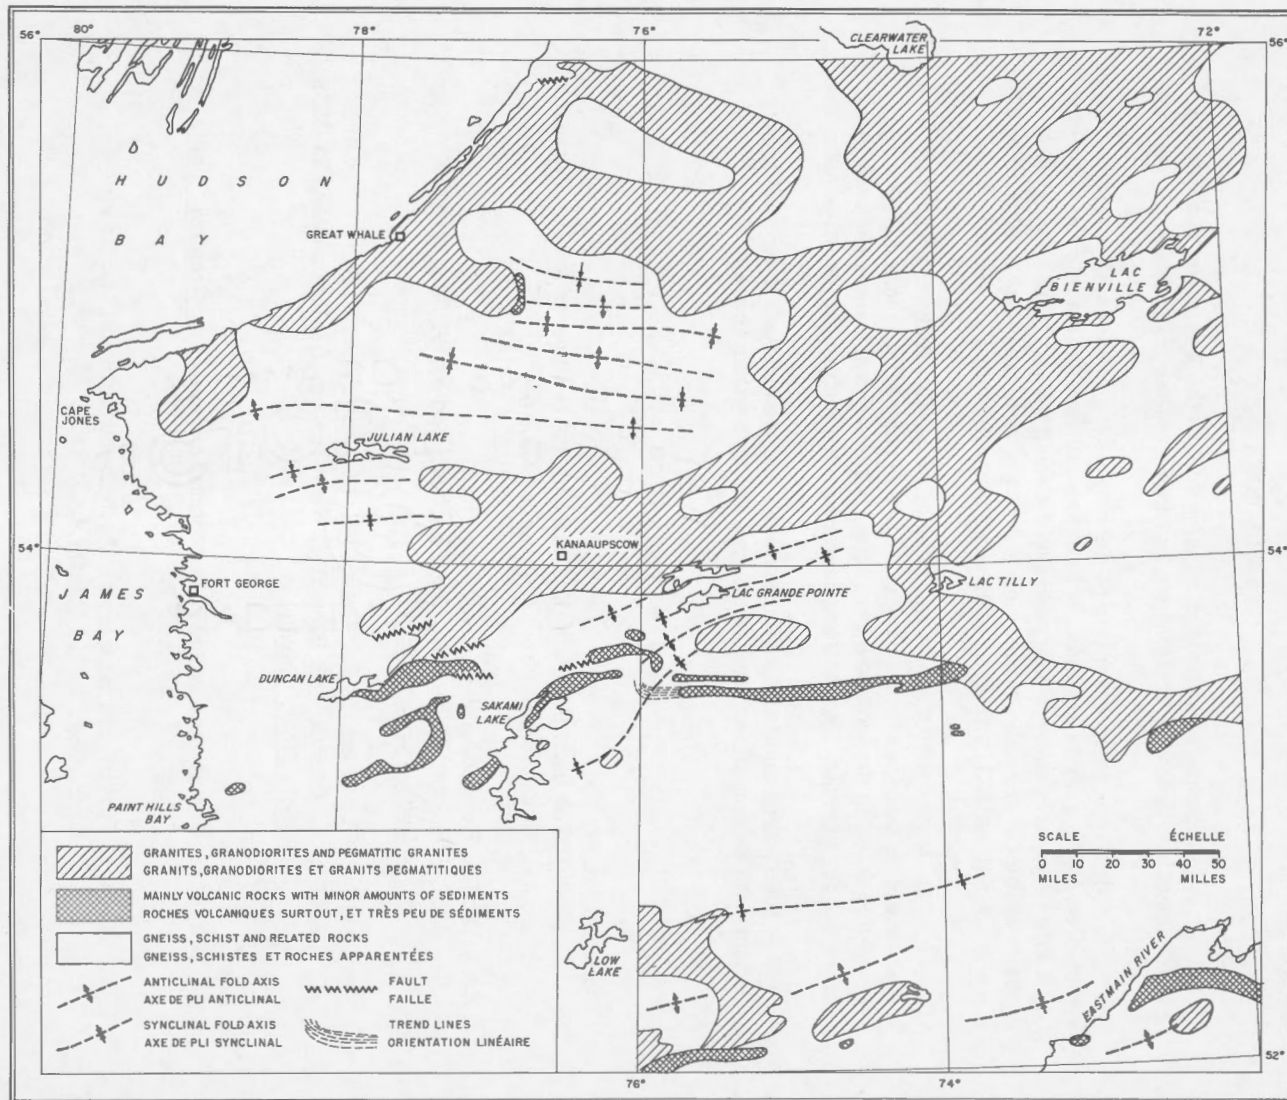 80° 78° 76° 72°
56° 56°
CLEARWATER
LAKE
HUDSON
BAY
GREAT WHALE
LAC
BIENVILLE
CAPE
JONES
JULIAN LAKE
54° 54°
KANAAUPSCOW
JAMES
BAY
FORT GEORGE
LAC GRANDE POINTE
LAC TILLY
DUNCAN LAKE
SAKAMI
LAKE
PAINT HILLS
BAY
SCALE ÉCHELLE
0 10 20 30 40 50
MILES MILLES
GRANITES, GRANODIORITES AND PEGMATITIC GRANITES
GRANITS, GRANODIORITES ET GRANITS PEGMATITIQUES
MAINLY VOLCANIC ROCKS WITH MINOR AMOUNTS OF SEDIMENTS
ROCHES VOLCANIQUES SURTOUT, ET TRÈS PEU DE SÉDIMENTS
GNEISS, SCHIST AND RELATED ROCKS
GNEISS, SCHISTES ET ROCHES APPARENTÉES
ANTICLINAL FOLD AXIS
AXE DE PLI ANTICLINAL
FAULT
FAILLE
SYNCLINAL FOLD AXIS
AXE DE PLI SYNCLINAL
TREND LINES
ORIENTATION LINÉAIRE
LOW
LAKE
EASTMAIN RIVER
52°
76° 74°